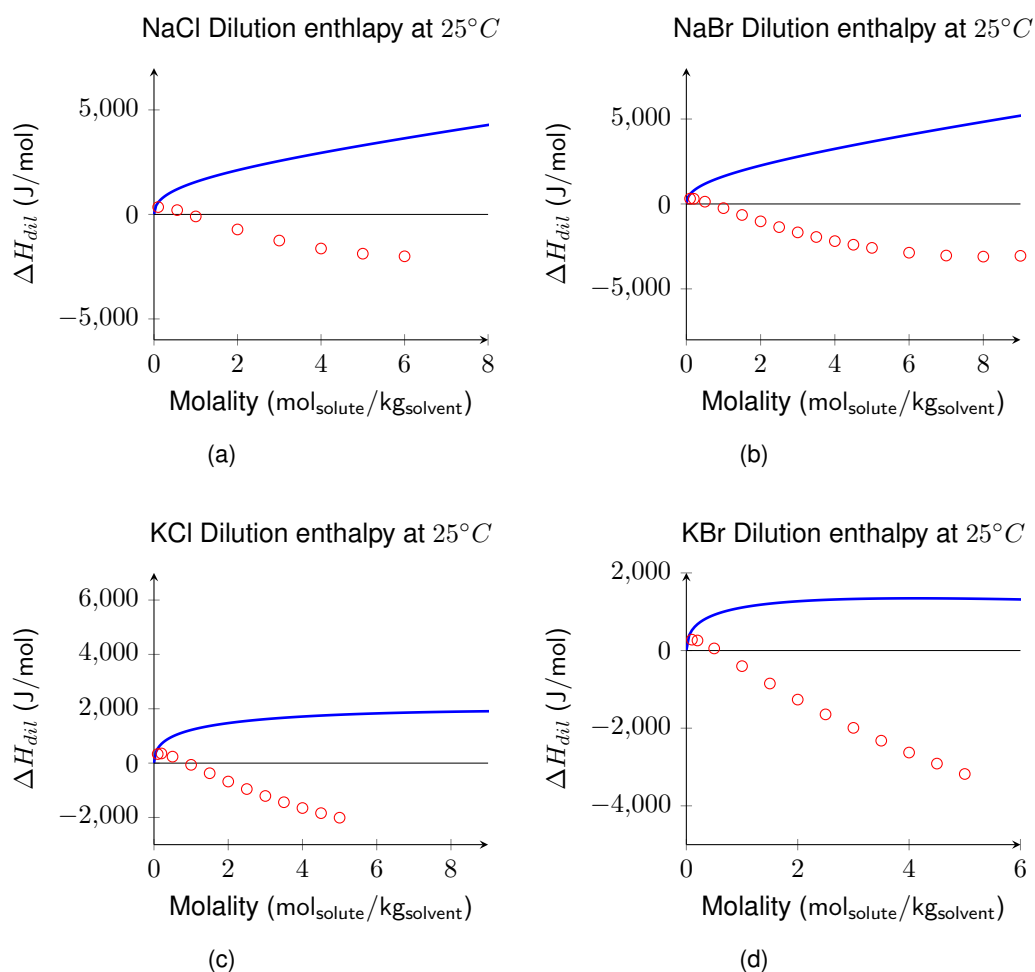 NaCl Dilution enthlapy at 25°C
5,000
0
−5,000
ΔH_dil (J/mol)
0 2 4 6 8
Molality (mol_solute/kg_solvent)
(a)
NaBr Dilution enthalpy at 25°C
5,000
0
−5,000
ΔH_dil (J/mol)
0 2 4 6 8
Molality (mol_solute/kg_solvent)
(b)
KCl Dilution enthalpy at 25°C
6,000
4,000
2,000
0
−2,000
ΔH_dil (J/mol)
0 2 4 6 8
Molality (mol_solute/kg_solvent)
(c)
KBr Dilution enthalpy at 25°C
2,000
0
−2,000
−4,000
ΔH_dil (J/mol)
0 2 4 6
Molality (mol_solute/kg_solvent)
(d)